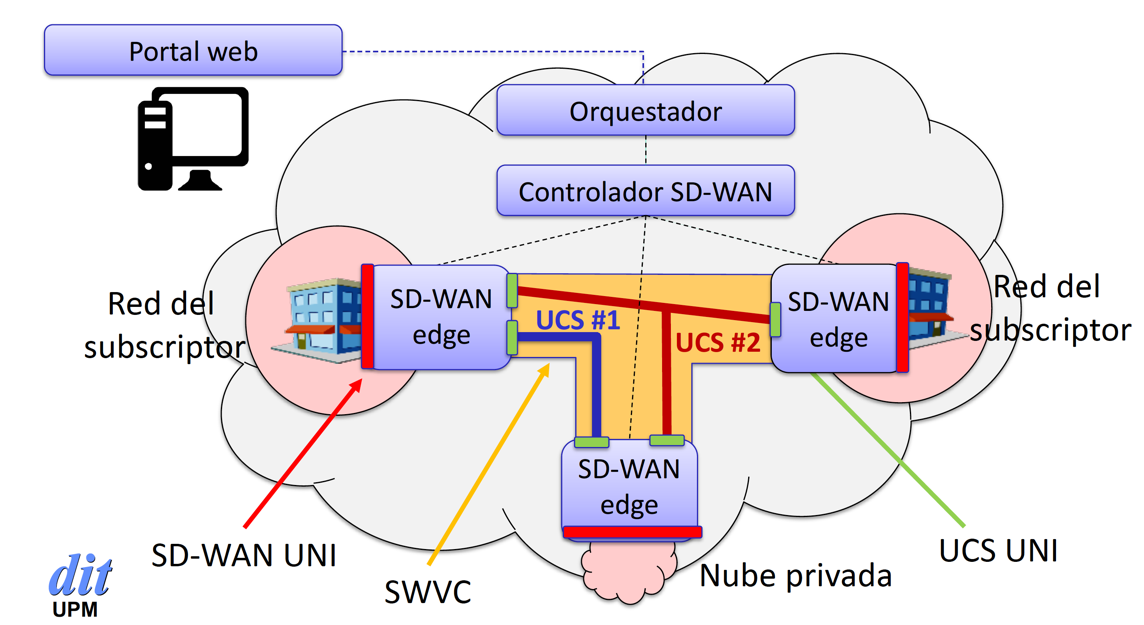 Portal web
Orquestador
Controlador SD-WAN
Red del
subscriptor
SD-WAN
edge
UCS #1
UCS #2
SD-WAN
edge
Red del
subscriptor
SD-WAN
edge
SD-WAN UNI
SWVC
Nube privada
UCS UNI
dit
UPM